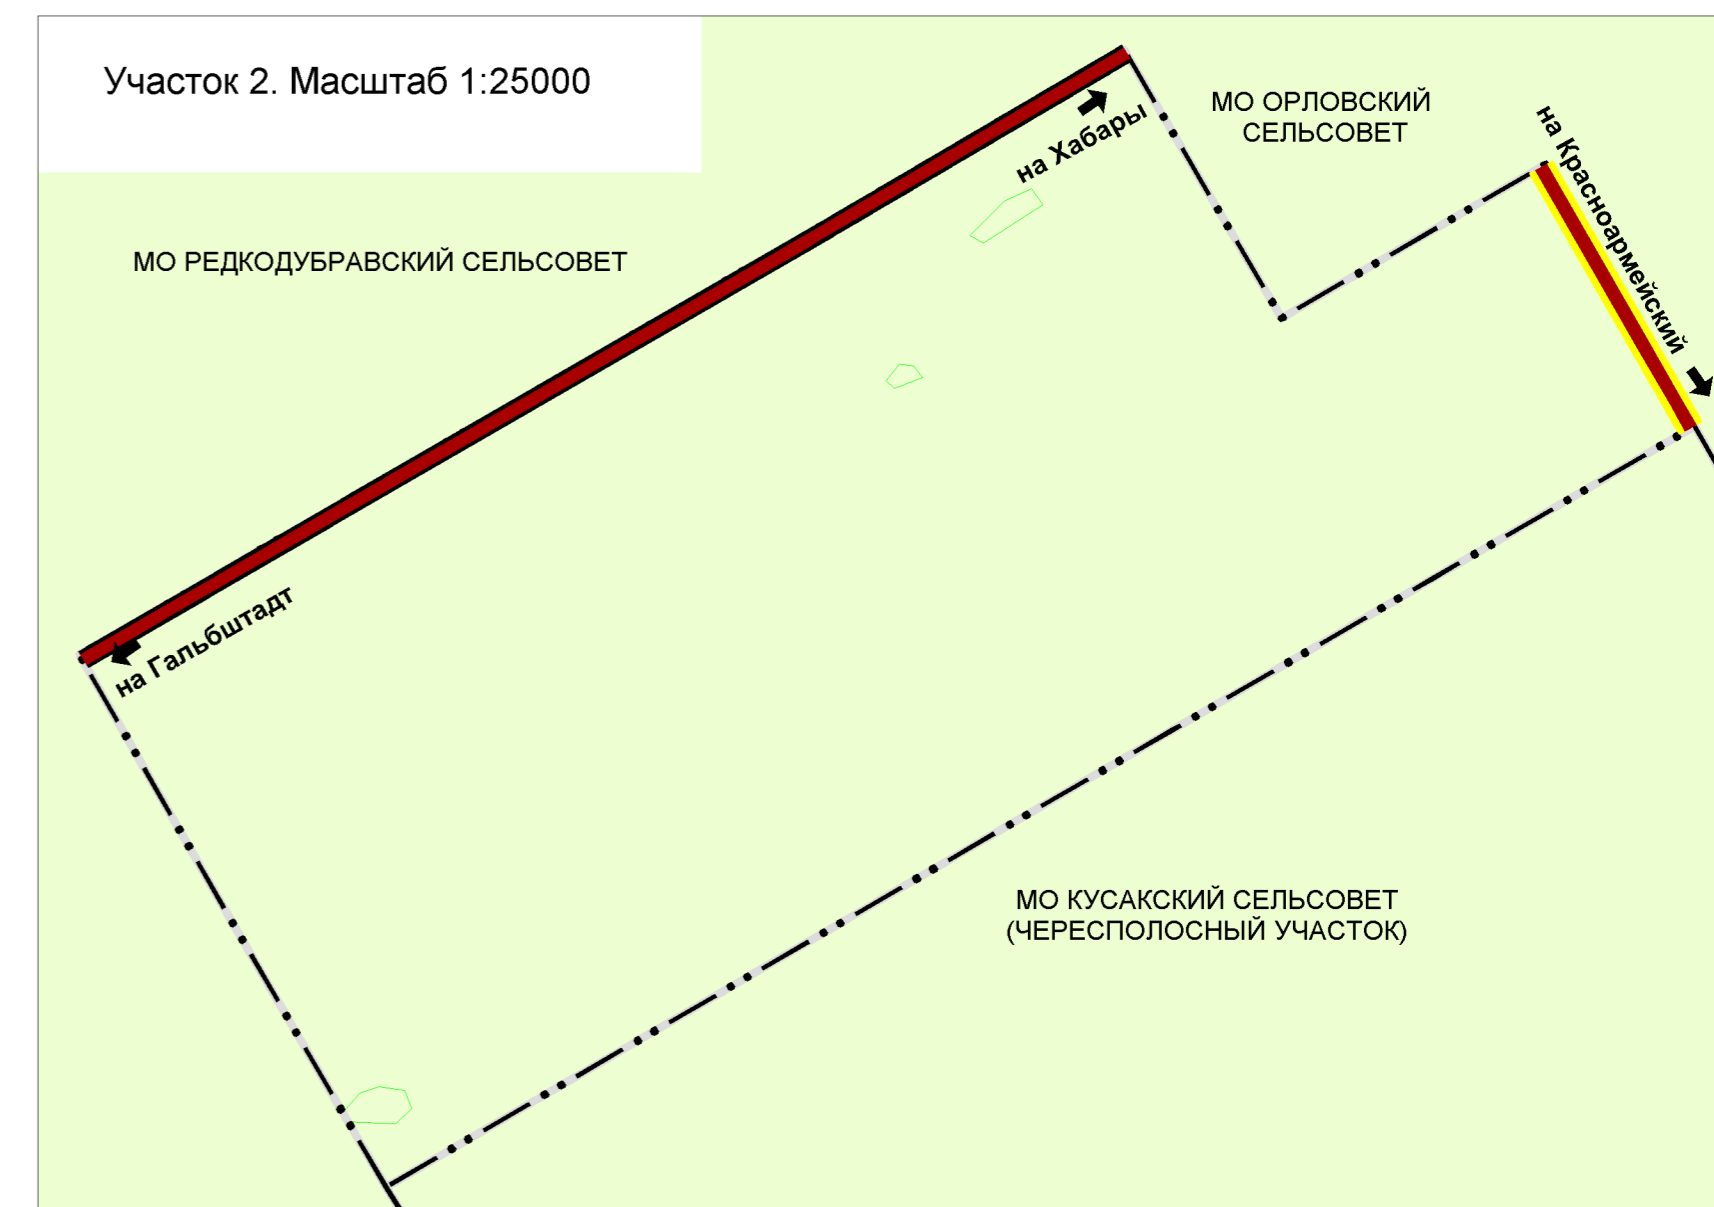 Участок 2. Масштаб 1:25000
МО ОРЛОВСКИЙ
СЕЛЬСОВЕТ
на Хабары
на Красноармейский
МО РЕДКОДУБРАВСКИЙ СЕЛЬСОВЕТ
на Гальбштадт
МО КУСАКСКИЙ СЕЛЬСОВЕТ
(ЧЕРЕСПОЛОСНЫЙ УЧАСТОК)